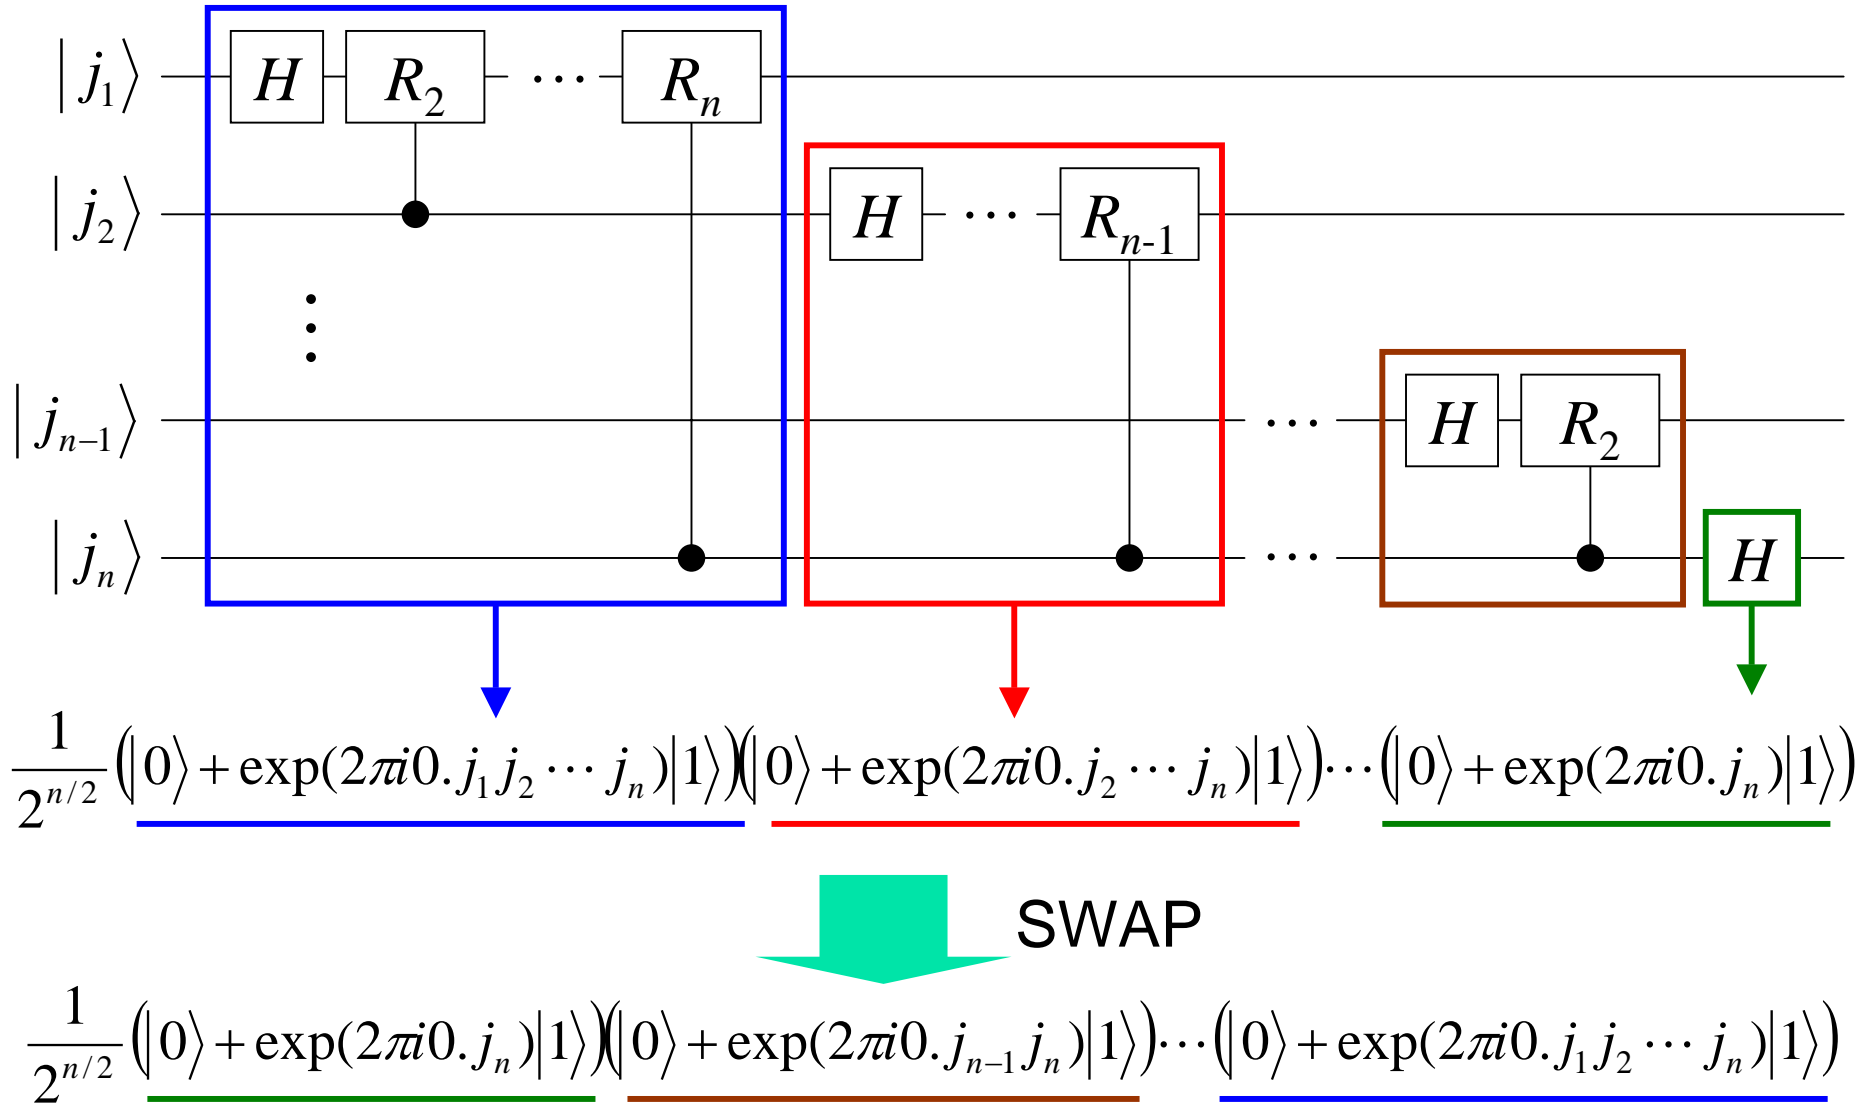 |j₁⟩ H R₂ ⋯ Rₙ
|j₂⟩ H ⋯ Rₙ₋₁
⋮
|jₙ₋₁⟩ ⋯ H R₂
|jₙ⟩ ⋯ H
1/2^{n/2} (|0⟩ + exp(2πi0.j₁j₂⋯jₙ)|1⟩)(|0⟩ + exp(2πi0.j₂⋯jₙ)|1⟩)⋯(|0⟩ + exp(2πi0.jₙ)|1⟩)
SWAP
1/2^{n/2} (|0⟩ + exp(2πi0.jₙ)|1⟩)(|0⟩ + exp(2πi0.jₙ₋₁jₙ)|1⟩)⋯(|0⟩ + exp(2πi0.j₁j₂⋯jₙ)|1⟩)